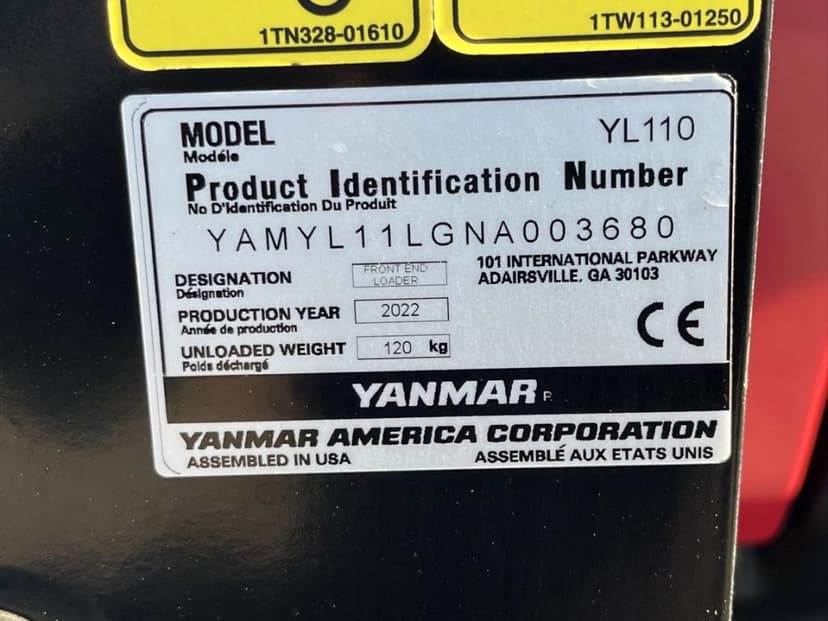 1TN328-01610
1TW113-01250
MODEL YL110
Modéle
Product Identification Number
No D'Identification Du Produit
YAMYL11LGNA003680
101 INTERNATIONAL PARKWAY
ADAIRSVILLE, GA 30103
DESIGNATION FRONT END LOADER
Désignation
PRODUCTION YEAR 2022
Année de production
UNLOADED WEIGHT 120 kg
Poids déchargé
CE
YANMAR R
YANMAR AMERICA CORPORATION
ASSEMBLED IN USA ASSEMBLÉ AUX ETATS UNIS